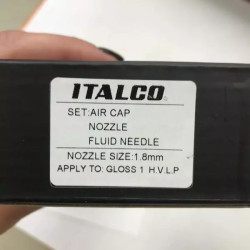 ITALCO
SET:AIR CAP
NOZZLE
FLUID NEEDLE
NOZZLE SIZE:1.8mm
APPLY TO: GLOSS 1 H.V.L.P